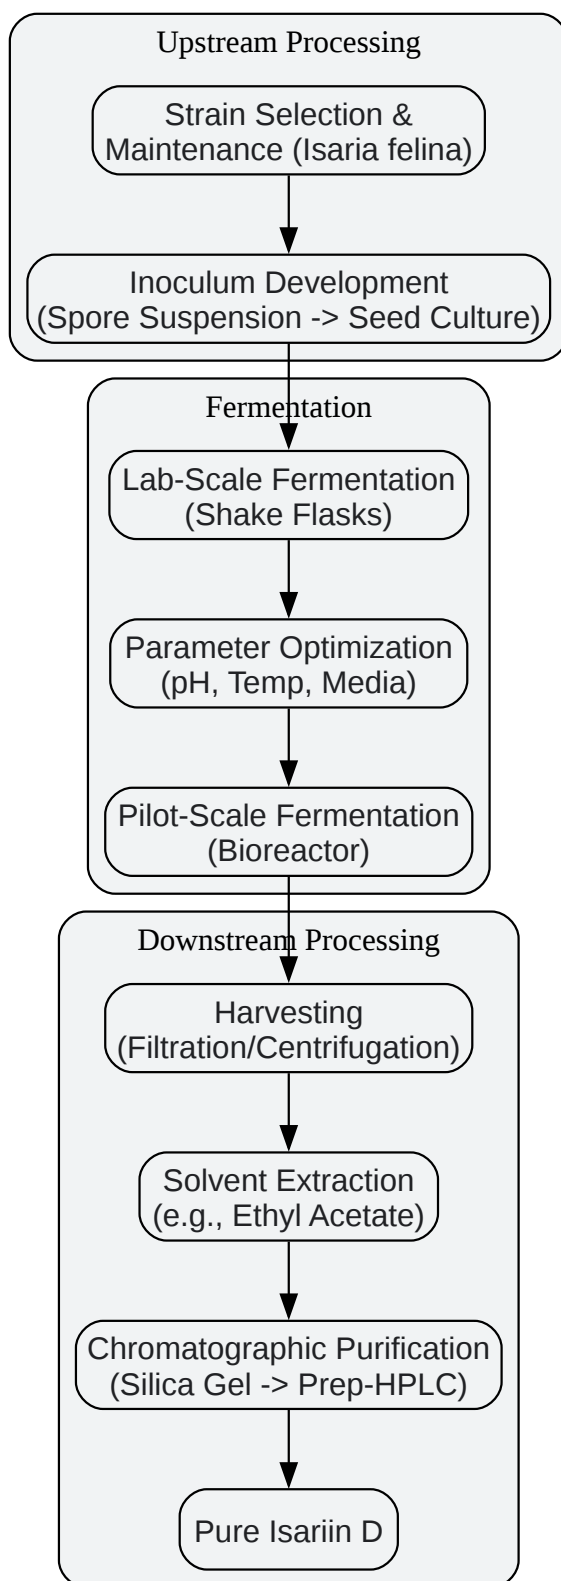 Upstream Processing
Strain Selection &
Maintenance (Isaria felina)
Inoculum Development
(Spore Suspension -> Seed Culture)
Fermentation
Lab-Scale Fermentation
(Shake Flasks)
Parameter Optimization
(pH, Temp, Media)
Pilot-Scale Fermentation
(Bioreactor)
Downstream Processing
Harvesting
(Filtration/Centrifugation)
Solvent Extraction
(e.g., Ethyl Acetate)
Chromatographic Purification
(Silica Gel -> Prep-HPLC)
Pure Isariin D